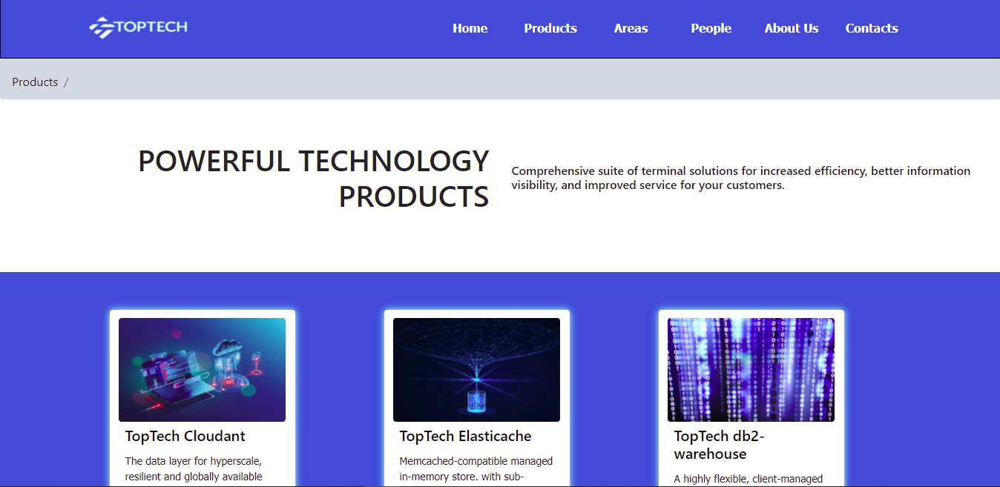 TOPTECH
Home Products Areas People About Us Contacts
Products /
POWERFUL TECHNOLOGY
PRODUCTS
Comprehensive suite of terminal solutions for increased efficiency, better information
visibility, and improved service for your customers.
TopTech Cloudant
The data layer for hyperscale,
resilient and globally available
TopTech Elasticache
Memcached-compatible managed
in-memory store. with sub-
TopTech db2-
warehouse
A highly flexible, client-managed